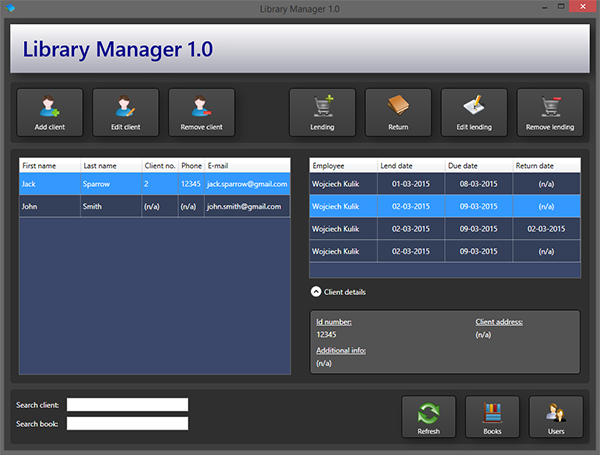 Library Manager 1.0
Library Manager 1.0
Add client Edit client Remove client Lending Return Edit lending Remove lending
First name Last name Client no. Phone E-mail
Jack Sparrow 2 12345 jack.sparrow@gmail.com
John Smith (n/a) (n/a) john.smith@gmail.com
Employee Lend date Due date Return date
Wojciech Kulik 01-03-2015 08-03-2015 (n/a)
Wojciech Kulik 02-03-2015 09-03-2015 (n/a)
Wojciech Kulik 02-03-2015 09-03-2015 02-03-2015
Wojciech Kulik 02-03-2015 09-03-2015 (n/a)
Client details
Id number: Client address:
12345 (n/a)
Additional info:
(n/a)
Search client:
Search book:
Refresh Books Users